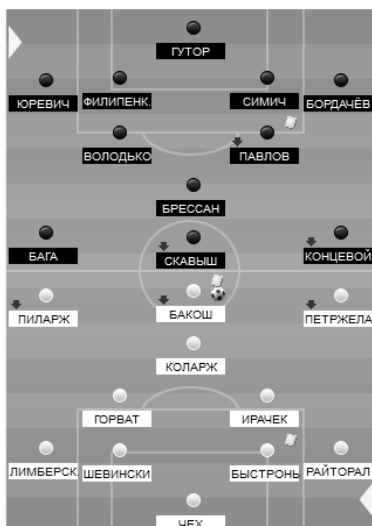 ГУТОР
ЮРЕВИЧ ФИЛИПЕНК. СИМИЧ БОРДАЧЁВ
ВОЛОДЬКО ПАВЛОВ
БРЕССАН
БАГА СКАВЫШ КОНЦЕВОЙ
ПИЛАРЖ БАКОШ ПЕТРЖЕЛА
КОЛАРЖ
ГОРВАТ ИРАЧЕК
ЛИМБЕРСК. ШЕВИНСКИ БЫСТРОНЬ РАЙТОРАЛ
ЧЕХ